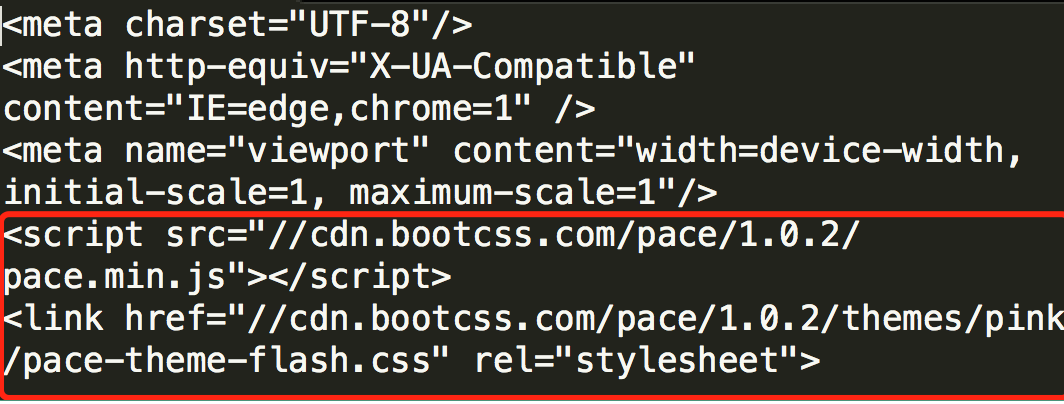 <meta charset="UTF-8"/>
<meta http-equiv="X-UA-Compatible"
content="IE=edge,chrome=1" />
<meta name="viewport" content="width=device-width,
initial-scale=1, maximum-scale=1"/>
<script src="//cdn.bootcss.com/pace/1.0.2/
pace.min.js"></script>
<link href="//cdn.bootcss.com/pace/1.0.2/themes/pink
/pace-theme-flash.css" rel="stylesheet">